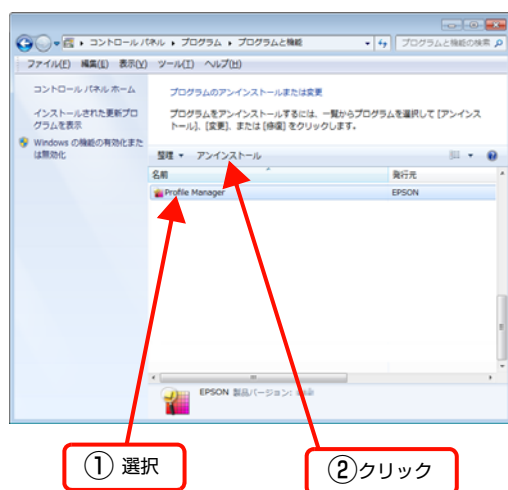 コントロール パネル ▸ プログラム ▸ プログラムと機能
プログラムと機能の検索
ファイル(F) 編集(E) 表示(V) ツール(T) ヘルプ(H)
コントロール パネル ホーム
インストールされた更新プロ
グラムを表示
Windows の機能の有効化また
は無効化
プログラムのアンインストールまたは変更
プログラムをアンインストールするには、一覧からプログラムを選択して [アンインス
トール]、[変更]、または [修復] をクリックします。
整理 ▾ アンインストール
名前 発行元
Profile Manager EPSON
EPSON 製品バージョン:
① 選択
②クリック